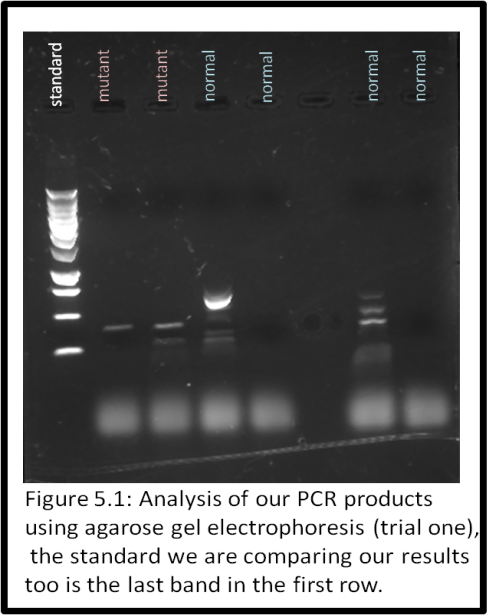 standard
mutant
mutant
normal
normal
normal
normal
Figure 5.1: Analysis of our PCR products
using agarose gel electrophoresis (trial one),
the standard we are comparing our results
too is the last band in the first row.